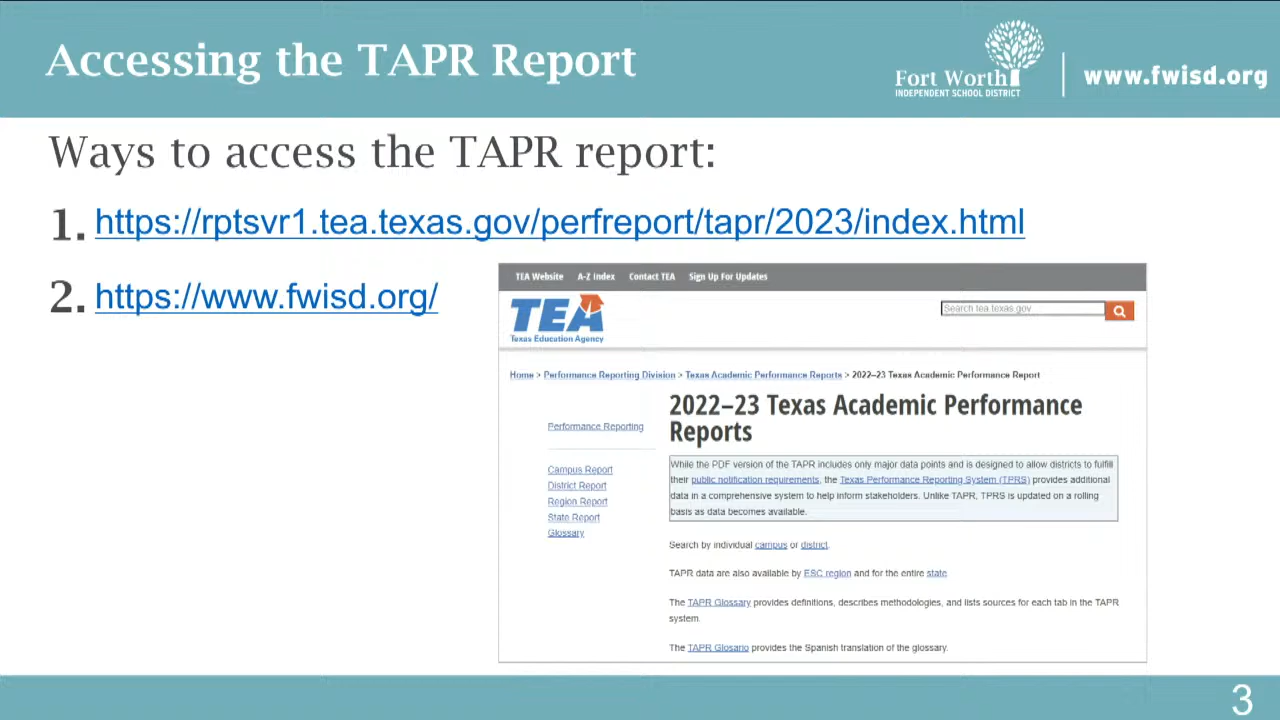 Accessing the TAPR Report
Fort Worth
INDEPENDENT SCHOOL DISTRICT
www.fwisd.org
Ways to access the TAPR report:
1. https://rptsvr1.tea.texas.gov/perfreport/tapr/2023/index.html
2. https://www.fwisd.org/
TEA Website A-Z Index Contact TEA Sign Up For Updates
TEA
Texas Education Agency
Search tea.texas.gov
Home > Performance Reporting Division > Texas Academic Performance Reports > 2022–23 Texas Academic Performance Report
Performance Reporting
Campus Report
District Report
Region Report
State Report
Glossary
2022–23 Texas Academic Performance
Reports
While the PDF version of the TAPR includes only major data points and is designed to allow districts to fulfill
their public notification requirements, the Texas Performance Reporting System (TPRS) provides additional
data in a comprehensive system to help inform stakeholders. Unlike TAPR, TPRS is updated on a rolling
basis as data becomes available.
Search by individual campus or district.
TAPR data are also available by ESC region and for the entire state
The TAPR Glossary provides definitions, describes methodologies, and lists sources for each tab in the TAPR
system.
The TAPR Glosario provides the Spanish translation of the glossary.
3